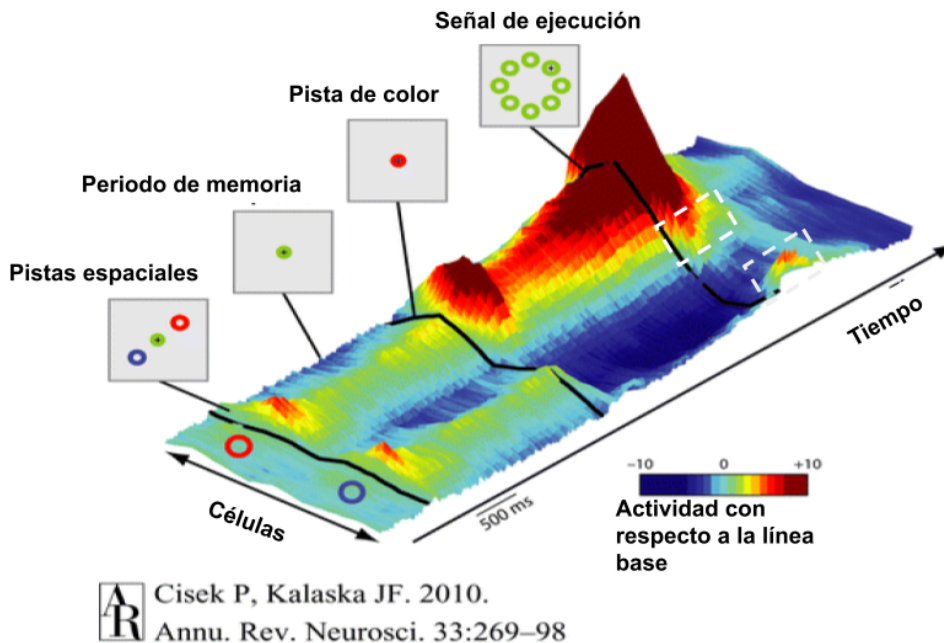 Señal de ejecución
Pista de color
Periodo de memoria
Pistas espaciales
Tiempo
Células
500 ms
-10 0 +10
Actividad con
respecto a la línea
base
AR
Cisek P, Kalaska JF. 2010.
Annu. Rev. Neurosci. 33:269–98